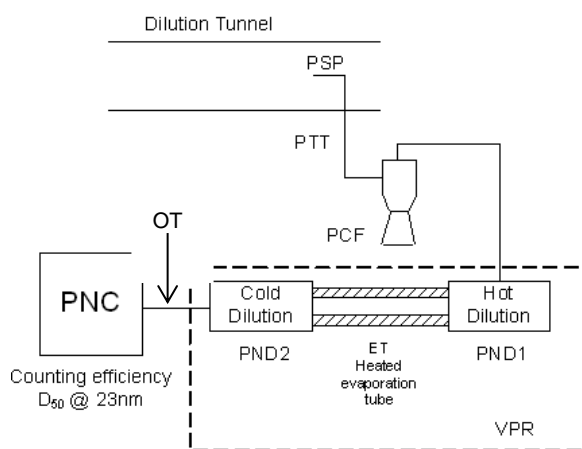 Dilution Tunnel
PSP
PTT
PCF
OT
PNC
Cold
Dilution
Hot
Dilution
PND2
ET
Heated
evaporation
tube
PND1
Counting efficiency
D₅₀ @ 23nm
VPR